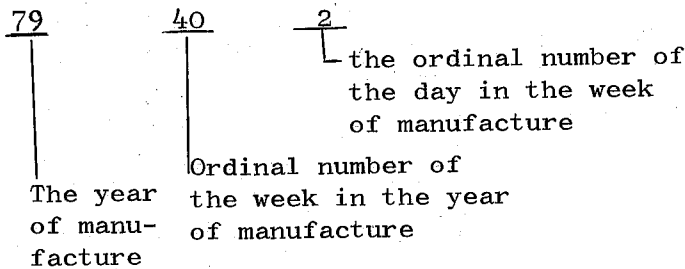 79 40 2
the ordinal number of
the day in the week
of manufacture
Ordinal number of
the week in the year
of manufacture
The year
of manu-
facture